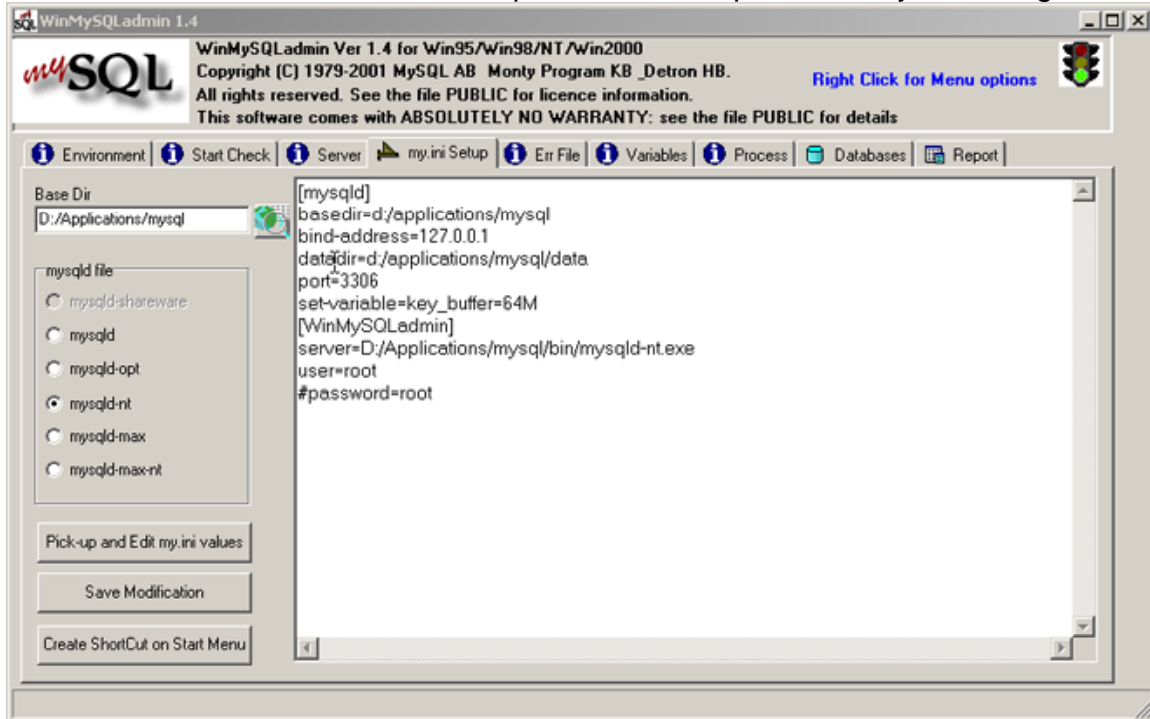 WinMySQLadmin 1.4
mySQL
WinMySQLadmin Ver 1.4 for Win95/Win98/NT/Win2000
Copyright (C) 1979-2001 MySQL AB Monty Program KB _Detron HB.
All rights reserved. See the file PUBLIC for licence information.
This software comes with ABSOLUTELY NO WARRANTY: see the file PUBLIC for details
Right Click for Menu options
Environment Start Check Server my.ini Setup Err File Variables Process Databases Report
Base Dir
D:/Applications/mysql
mysqld file
mysqld-shareware
mysqld
mysqld-opt
mysqld-nt
mysqld-max
mysqld-max-nt
Pick-up and Edit my.ini values
Save Modification
Create ShortCut on Start Menu
[mysqld]
basedir=d:/applications/mysql
bind-address=127.0.0.1
datadir=d:/applications/mysql/data
port=3306
set-variable=key_buffer=64M
[WinMySQLadmin]
server=D:/Applications/mysql/bin/mysqld-nt.exe
user=root
#password=root